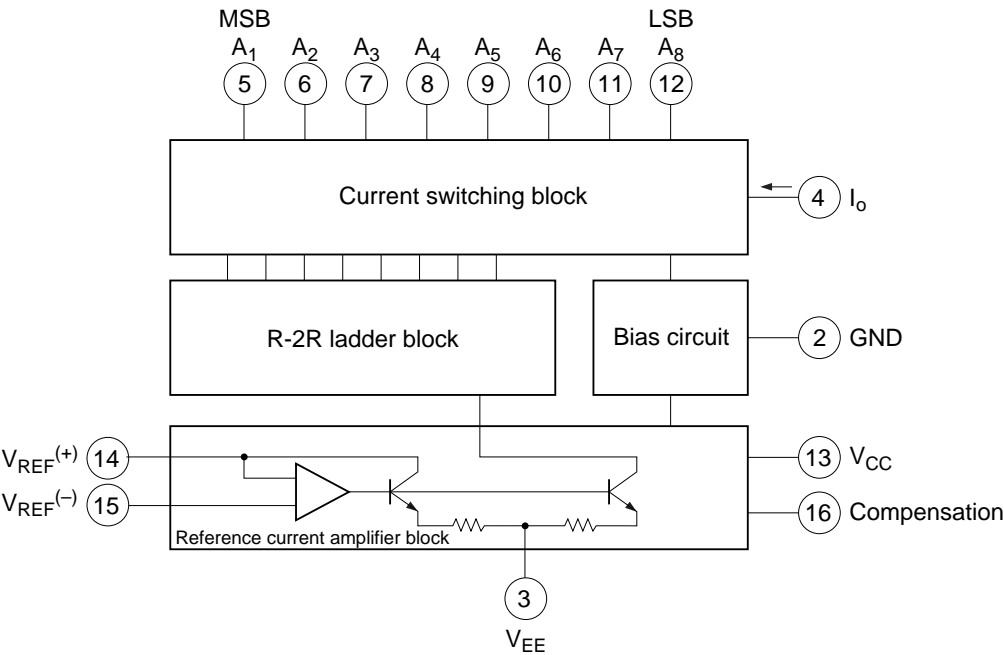 MSB LSB
A1 A2 A3 A4 A5 A6 A7 A8
5 6 7 8 9 10 11 12
Current switching block
4 Io
R-2R ladder block
Bias circuit
2 GND
VREF(+) 14
13 VCC
VREF(–) 15
16 Compensation
Reference current amplifier block
3
VEE